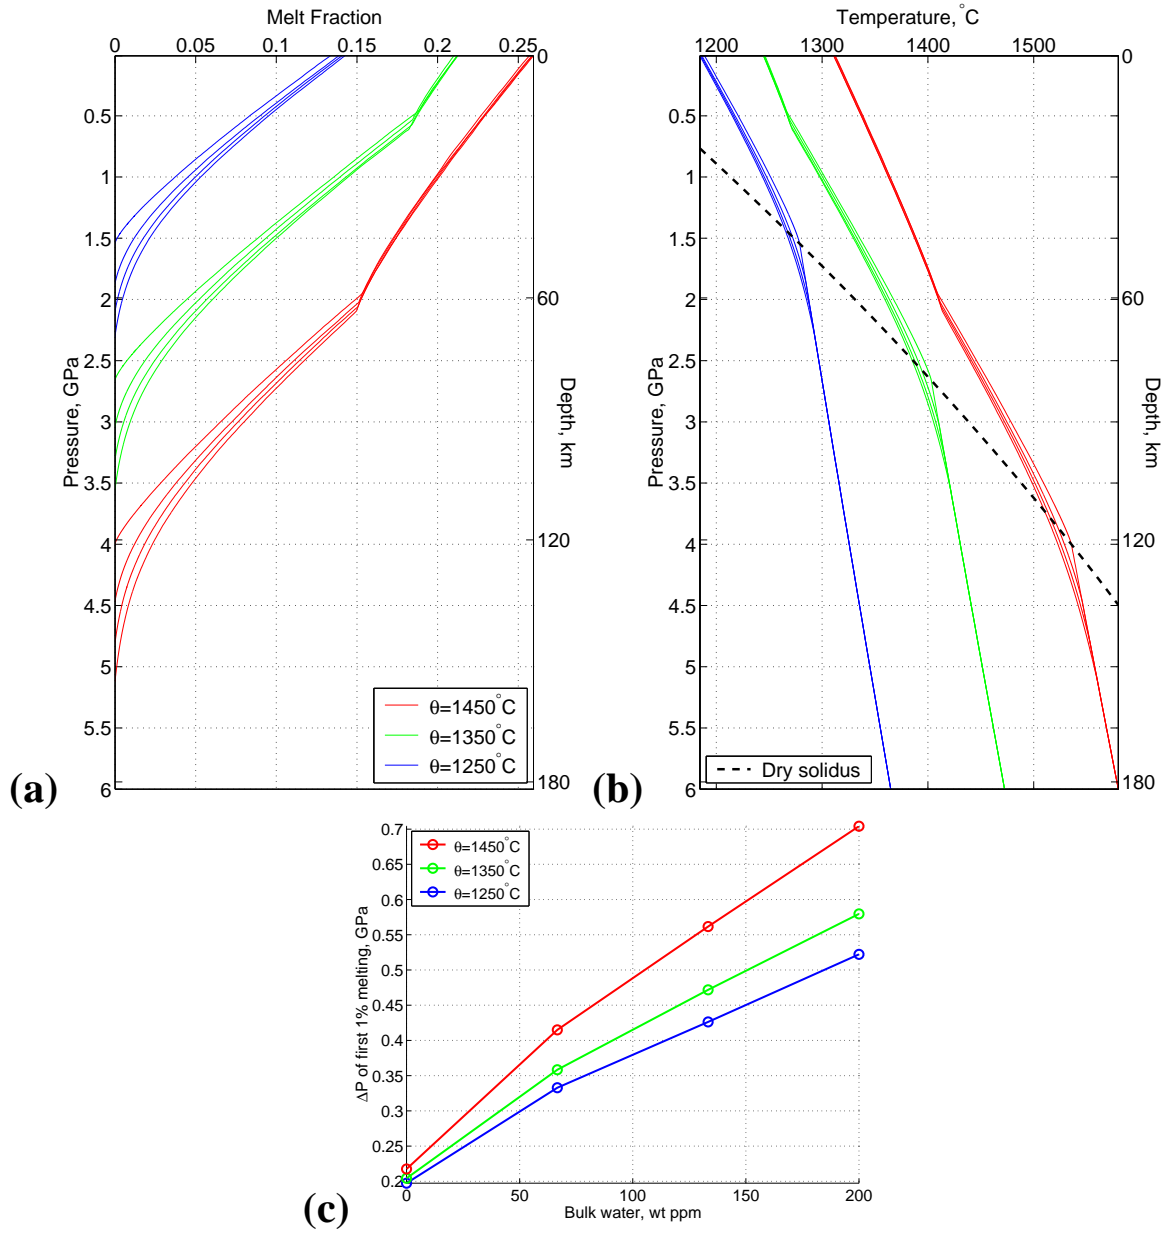 Melt Fraction
0 0.05 0.1 0.15 0.2 0.25
0
0.5
1
1.5
2
2.5
3
3.5
4
4.5
5
5.5
6
Pressure, GPa
60
120
180
Depth, km
θ=1450°C
θ=1350°C
θ=1250°C
(a)
Temperature, °C
1200 1300 1400 1500
0
0.5
1
1.5
2
2.5
3
3.5
4
4.5
5
5.5
6
Pressure, GPa
60
120
180
Depth, km
Dry solidus
(b)
0.7
0.65
0.6
0.55
0.5
0.45
0.4
0.35
0.3
0.25
0.2
ΔP of first 1% melting, GPa
θ=1450°C
θ=1350°C
θ=1250°C
0 50 100 150 200
Bulk water, wt ppm
(c)